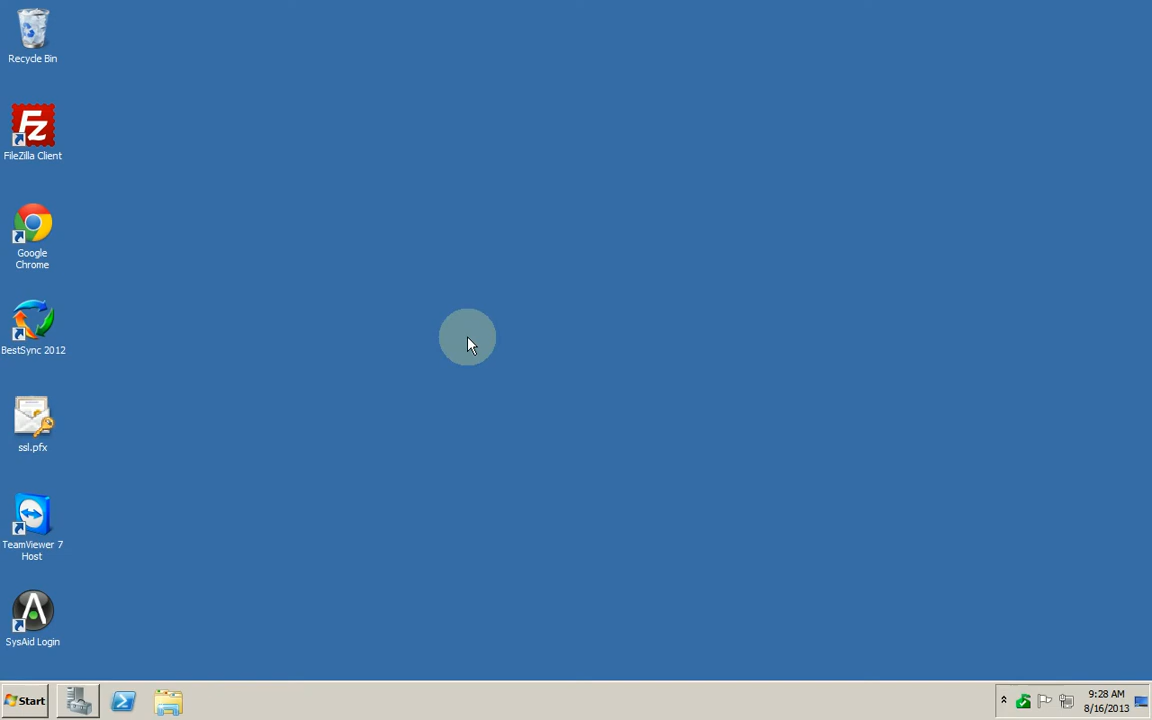 Recycle Bin
FileZilla Client
Google
Chrome
BestSync 2012
ssl.pfx
TeamViewer 7
Host
SysAid Login
Start
9:28 AM
8/16/2013